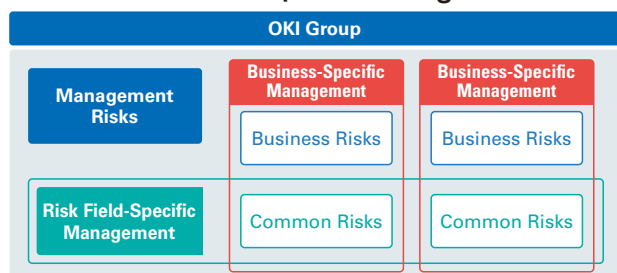 OKI Group
Management
Risks
Business-Specific
Management
Business-Specific
Management
Business Risks
Business Risks
Risk Field-Specific
Management
Common Risks
Common Risks